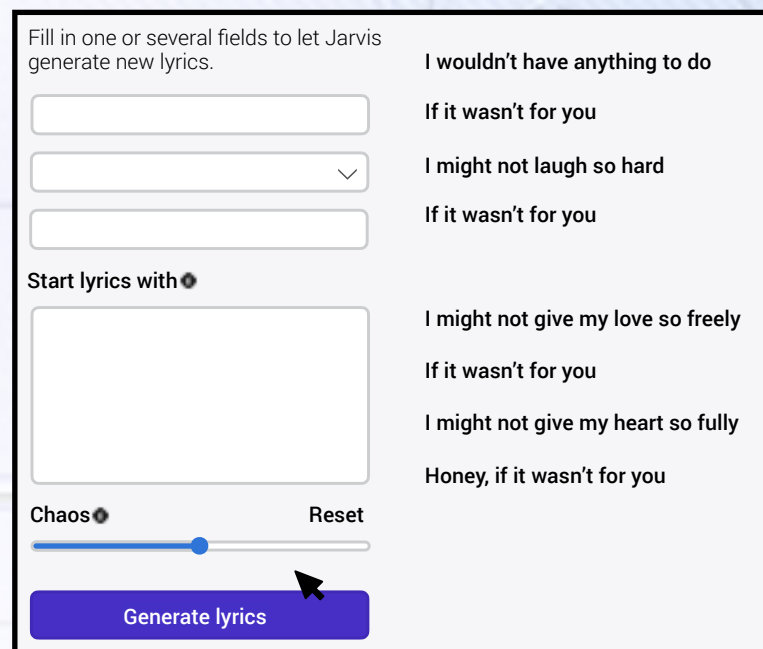 Fill in one or several fields to let Jarvis
generate new lyrics.
Start lyrics with
Chaos
Reset
Generate lyrics
I wouldn’t have anything to do
If it wasn’t for you
I might not laugh so hard
If it wasn’t for you
I might not give my love so freely
If it wasn’t for you
I might not give my heart so fully
Honey, if it wasn’t for you